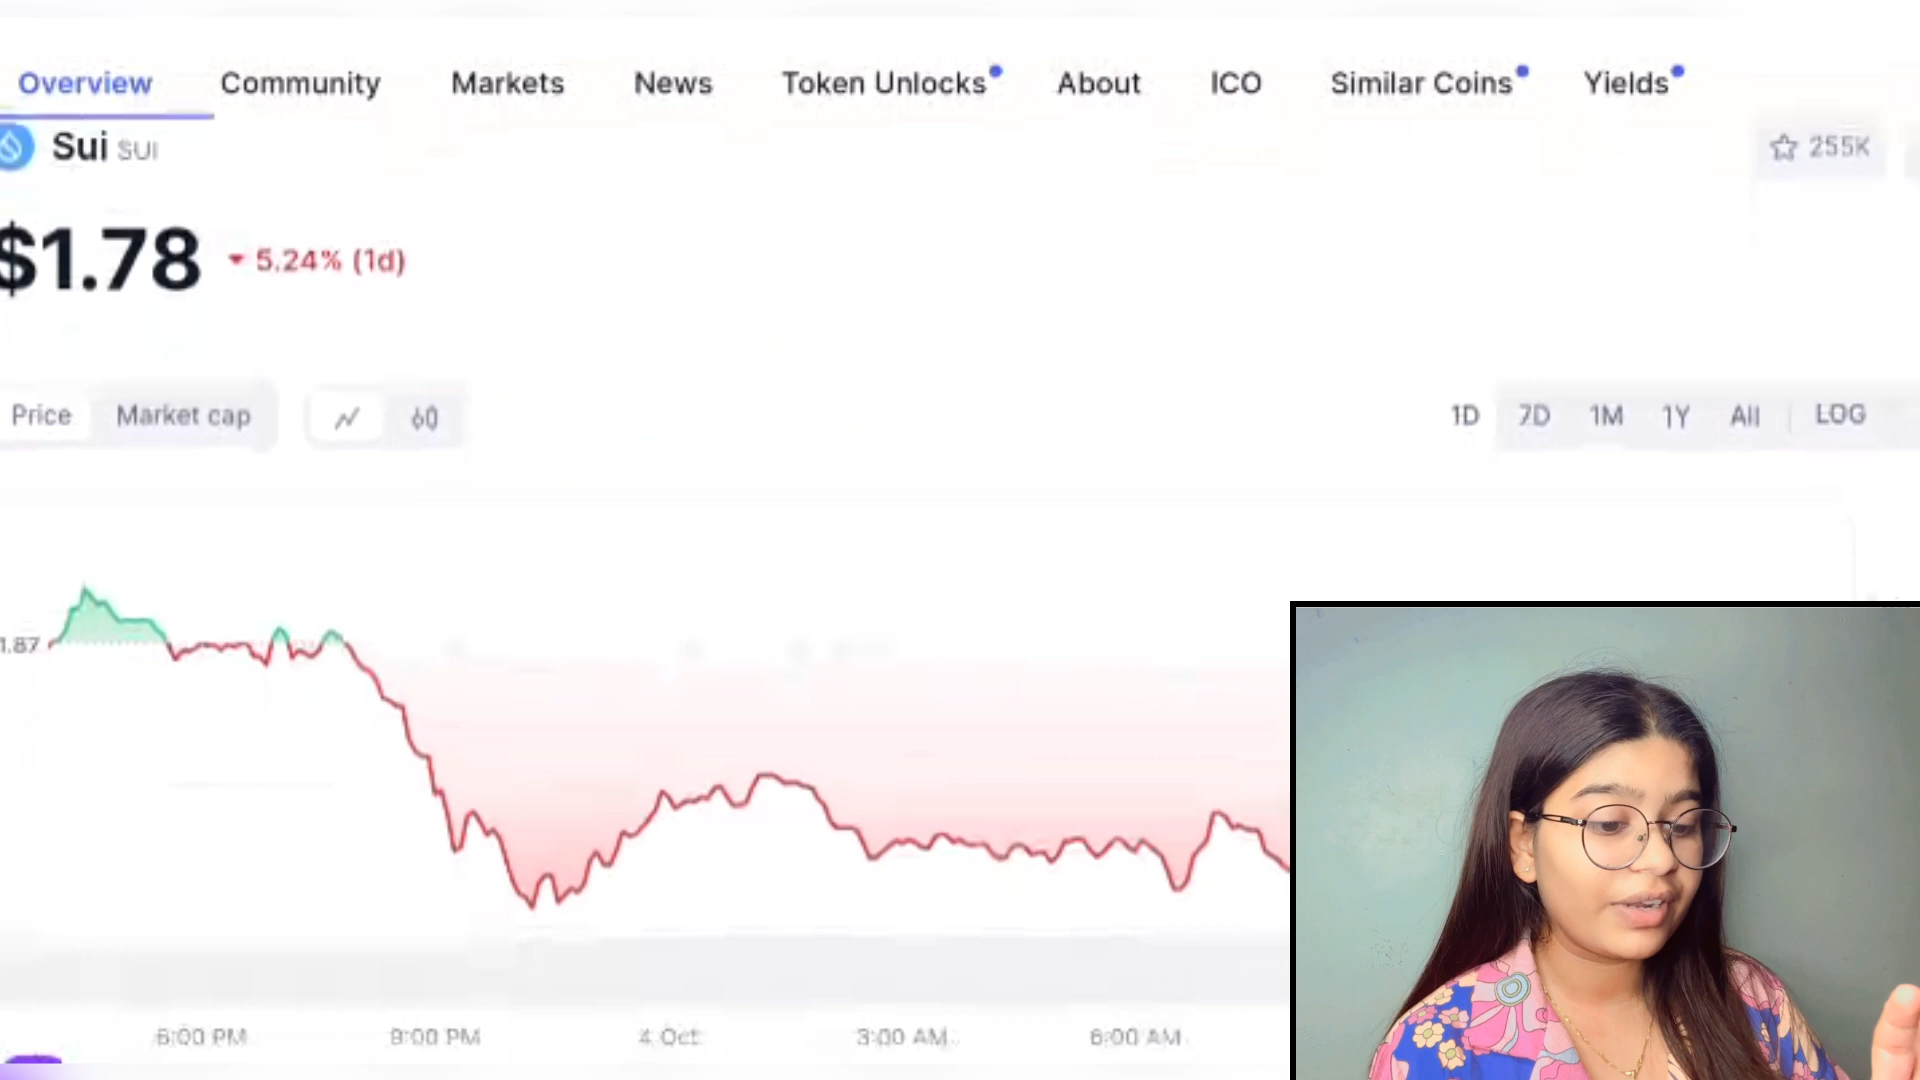 Overview Community Markets News Token Unlocks About ICO Similar Coins Yields
Sui SUI
255K
$1.78 5.24% (1d)
Price Market cap
1D 7D 1M 1Y All LOG
1.87
6:00 PM 9:00 PM 4 Oct 3:00 AM 6:00 AM